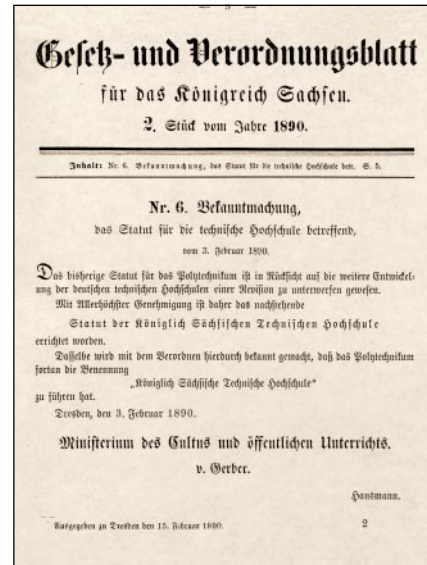 — 5 —
Gesetz- und Verordnungsblatt
für das Königreich Sachsen.
2. Stück vom Jahre 1890.
Inhalt: Nr. 6. Bekanntmachung, das Statut für die technische Hochschule betr. S. 5.
Nr. 6. Bekanntmachung,
das Statut für die technische Hochschule betreffend,
vom 3. Februar 1890.
Das bisherige Statut für das Polytechnikum ist in Rücksicht auf die weitere Entwickel-
ung der deutschen technischen Hochschulen einer Revision zu unterwerfen gewesen.
Mit Allerhöchster Genehmigung ist daher das nachstehende
Statut der Königlich Sächsischen Technischen Hochschule
errichtet worden.
Dasselbe wird mit dem Verordnen hierdurch bekannt gemacht, daß das Polytechnikum
fortan die Benennung
„Königlich Sächsische Technische Hochschule“
zu führen hat.
Dresden, den 3. Februar 1890.
Ministerium des Cultus und öffentlichen Unterrichts.
v. Gerber.
Hausmann.
Ausgegeben zu Dresden den 15. Februar 1890.
2